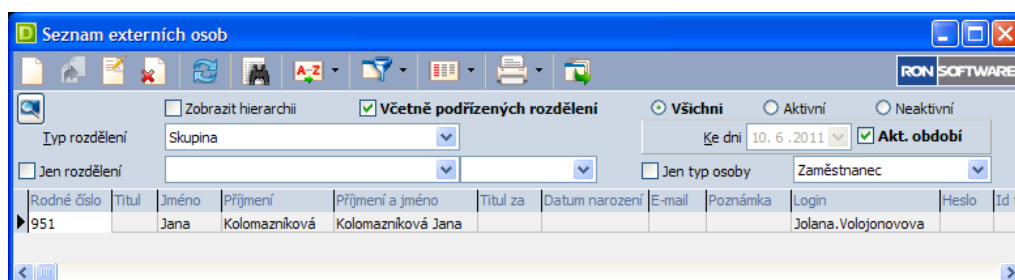 Seznam externích osob
A-Z
RON SOFTWARE
Zobrazit hierarchii Včetně podřízených rozdělení Všichni Aktivní Neaktivní
Typ rozdělení Skupina Ke dni 10. 6 .2011 Akt. období
Jen rozdělení Jen typ osoby Zaměstnanec
Rodné číslo Titul Jméno Příjmení Příjmení a jméno Titul za Datum narození E-mail Poznámka Login Heslo Id
951 Jana Kolomazníková Kolomazníková Jana Jolana.Volojonovova